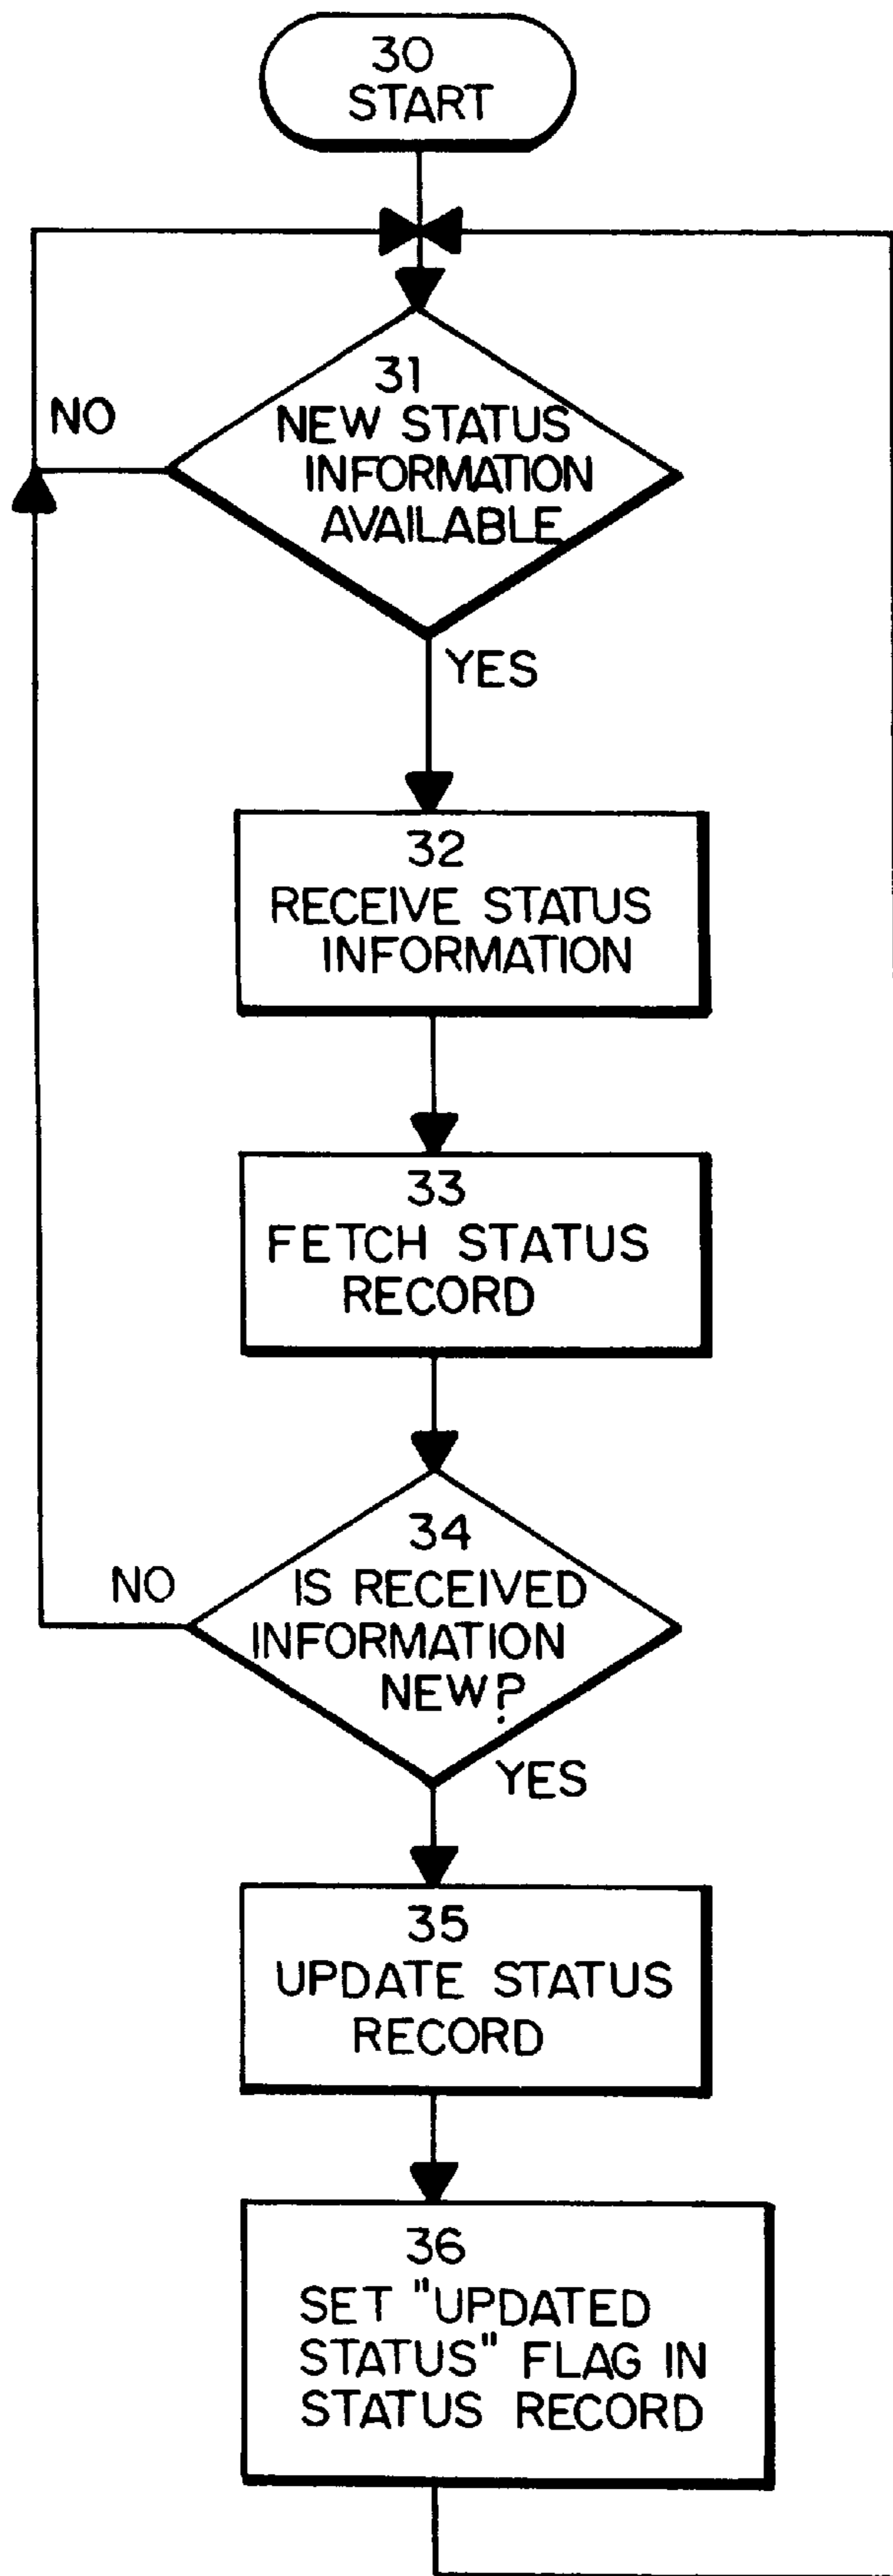 30
START
31
NO
NEW STATUS
INFORMATION
AVAILABLE
YES
32
RECEIVE STATUS
INFORMATION
33
FETCH STATUS
RECORD
34
NO
IS RECEIVED
INFORMATION
NEW?
YES
35
UPDATE STATUS
RECORD
36
SET "UPDATED
STATUS" FLAG IN
STATUS RECORD